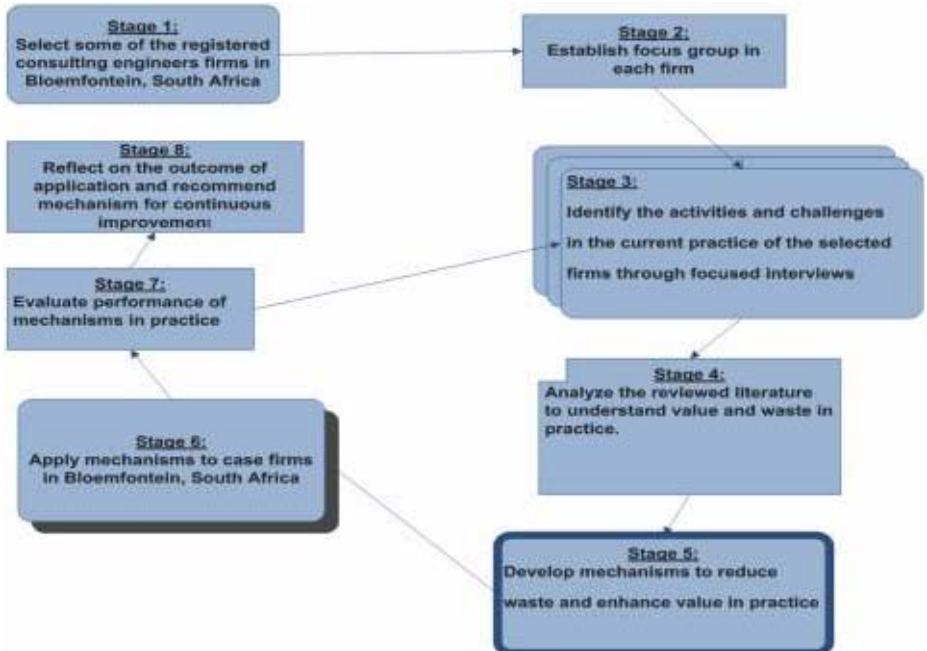 Stage 1:
Select some of the registered
consulting engineers firms in
Bloemfontein, South Africa
Stage 2:
Establish focus group in
each firm
Stage 3:
Identify the activities and challenges
in the current practice of the selected
firms through focused interviews
Stage 4:
Analyze the reviewed literature
to understand value and waste in
practice.
Stage 5:
Develop mechanisms to reduce
waste and enhance value in practice
Stage 6:
Apply mechanisms to case firms
in Bloemfontein, South Africa
Stage 7:
Evaluate performance of
mechanisms in practice
Stage 8:
Reflect on the outcome of
application and recommend
mechanism for continuous
improvement